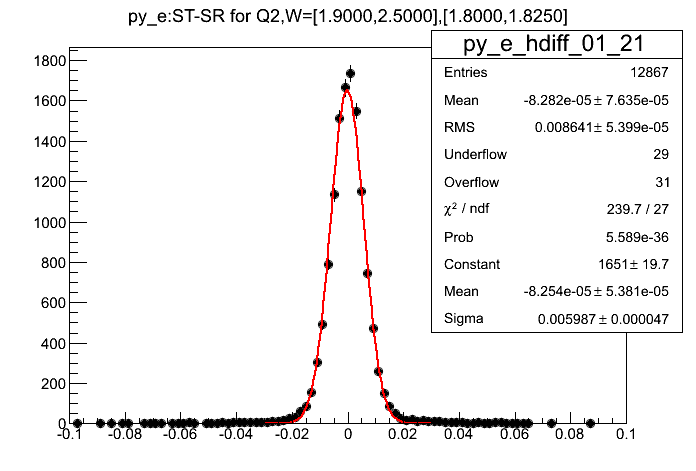 py_e:ST-SR for Q2,W=[1.9000,2.5000],[1.8000,1.8250]
py_e_hdiff_01_21
Entries 12867
Mean -8.282e-05 ± 7.635e-05
RMS 0.008641 ± 5.399e-05
Underflow 29
Overflow 31
χ² / ndf 239.7 / 27
Prob 5.589e-36
Constant 1651 ± 19.7
Mean -8.254e-05 ± 5.381e-05
Sigma 0.005987 ± 0.000047
1800
1600
1400
1200
1000
800
600
400
200
0
-0.1 -0.08 -0.06 -0.04 -0.02 0 0.02 0.04 0.06 0.08 0.1